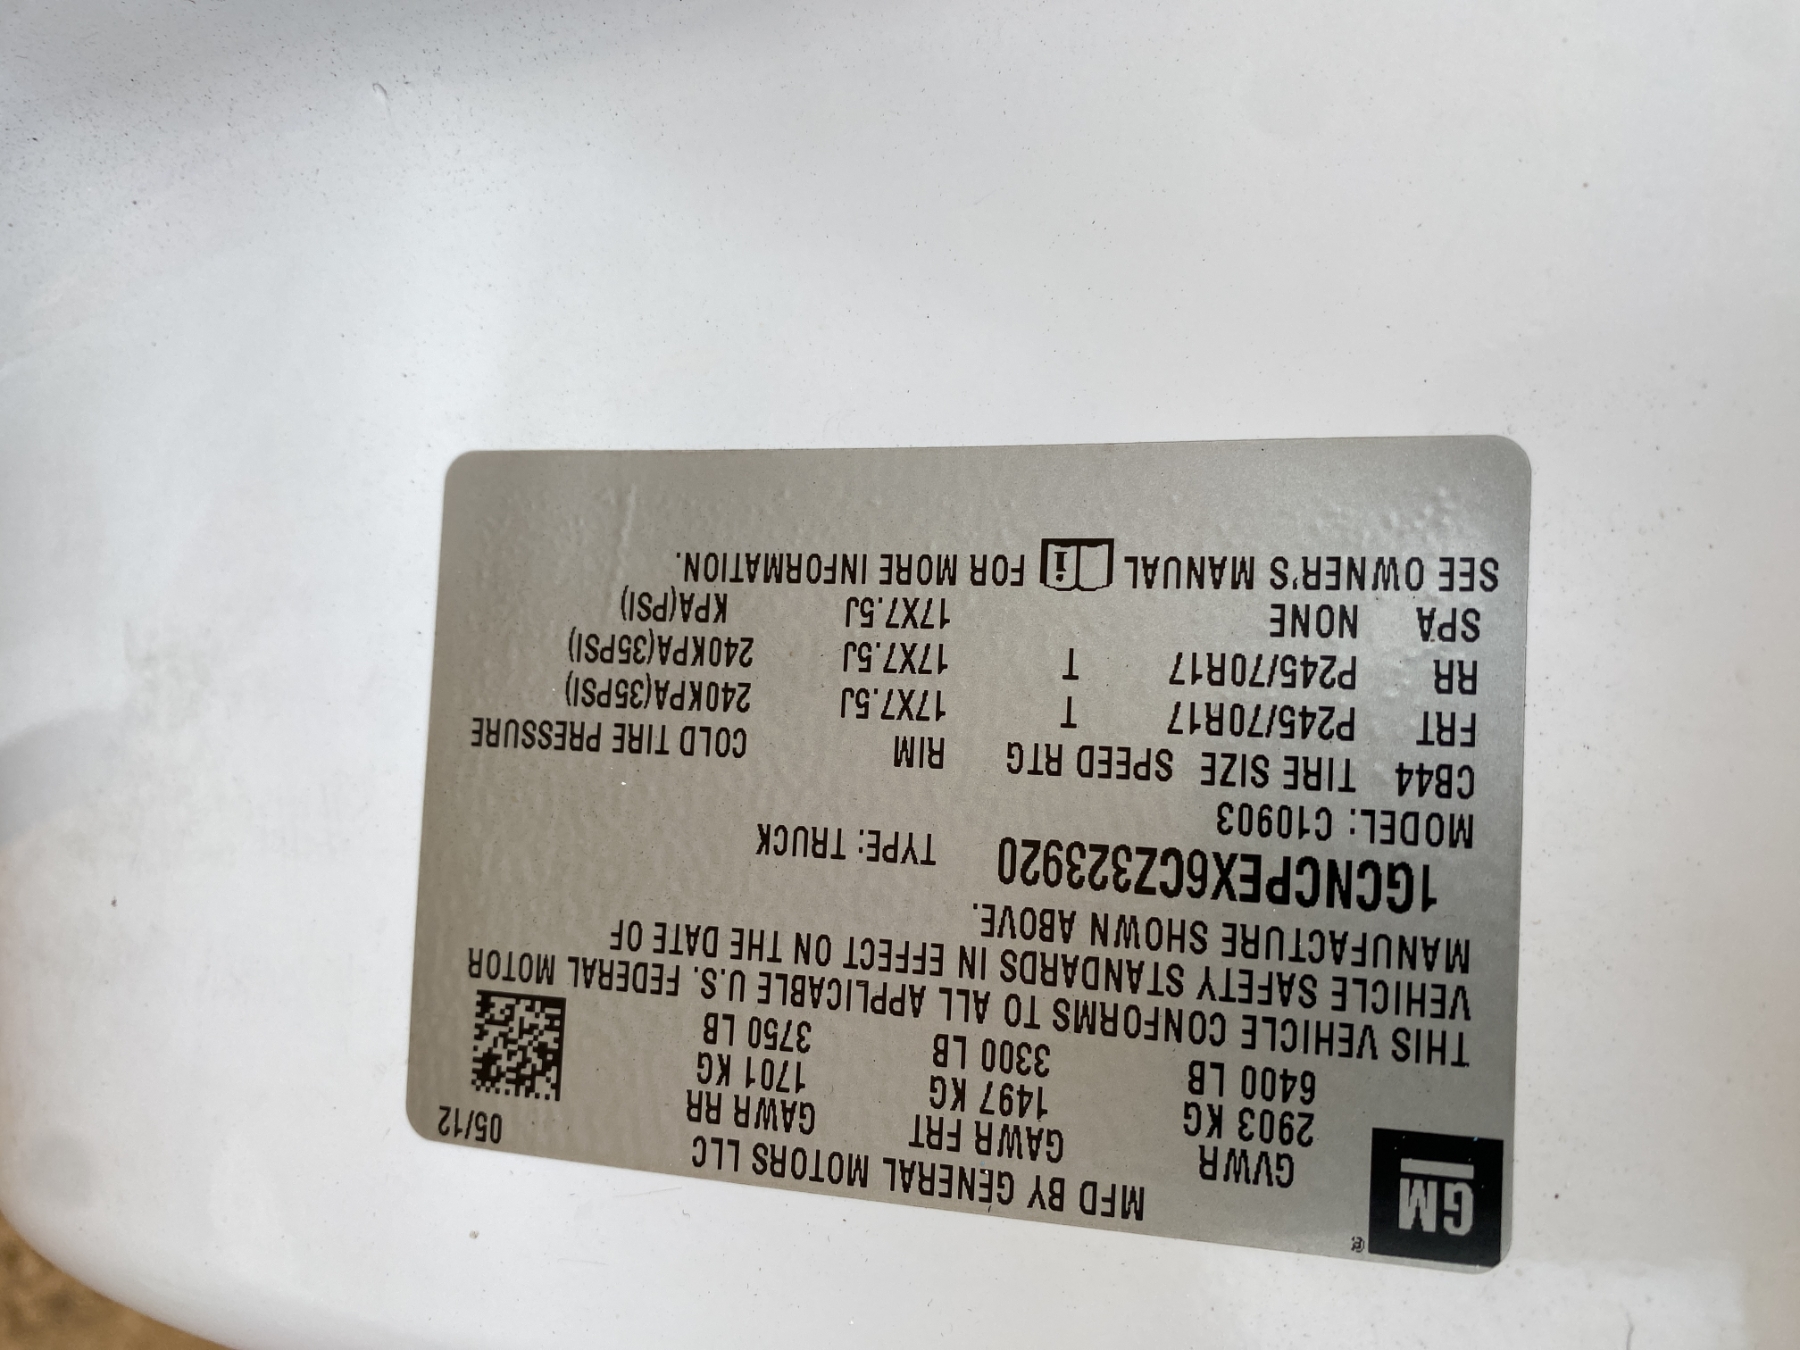 GM ®
MFD BY GENERAL MOTORS LLC 05/12
GVWR GAWR FRT GAWR RR
2903 KG 1497 KG 1701 KG
6400 LB 3300 LB 3750 LB
THIS VEHICLE CONFORMS TO ALL APPLICABLE U.S. FEDERAL MOTOR
VEHICLE SAFETY STANDARDS IN EFFECT ON THE DATE OF
MANUFACTURE SHOWN ABOVE.
1GCNCPEX6CZ323920 TYPE: TRUCK
MODEL: C10903
CB44 TIRE SIZE SPEED RTG RIM COLD TIRE PRESSURE
FRT P245/70R17 T 17X7.5J 240KPA(35PSI)
RR P245/70R17 T 17X7.5J 240KPA(35PSI)
SPA NONE 17X7.5J KPA(PSI)
SEE OWNER'S MANUAL i FOR MORE INFORMATION.